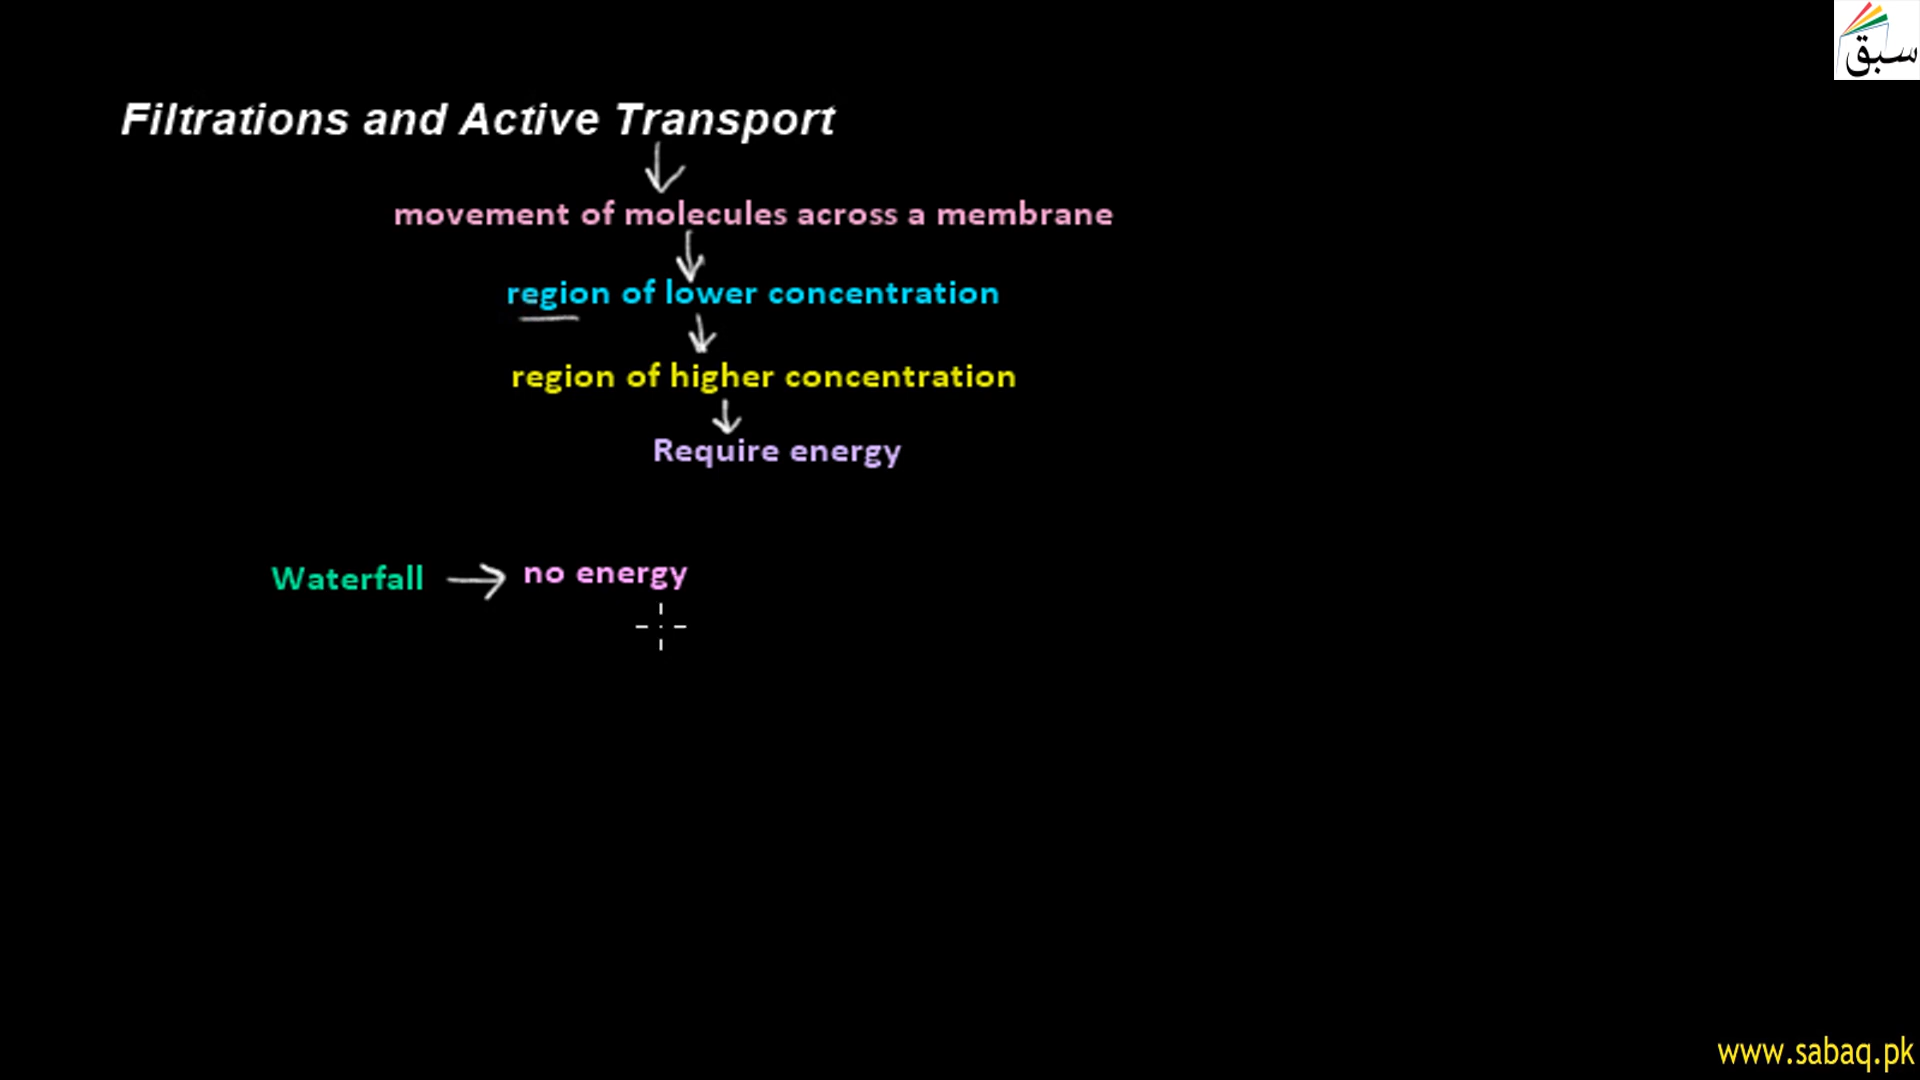 سبق
Filtrations and Active Transport
movement of molecules across a membrane
region of lower concentration
region of higher concentration
Require energy
Waterfall → no energy
www.sabaq.pk